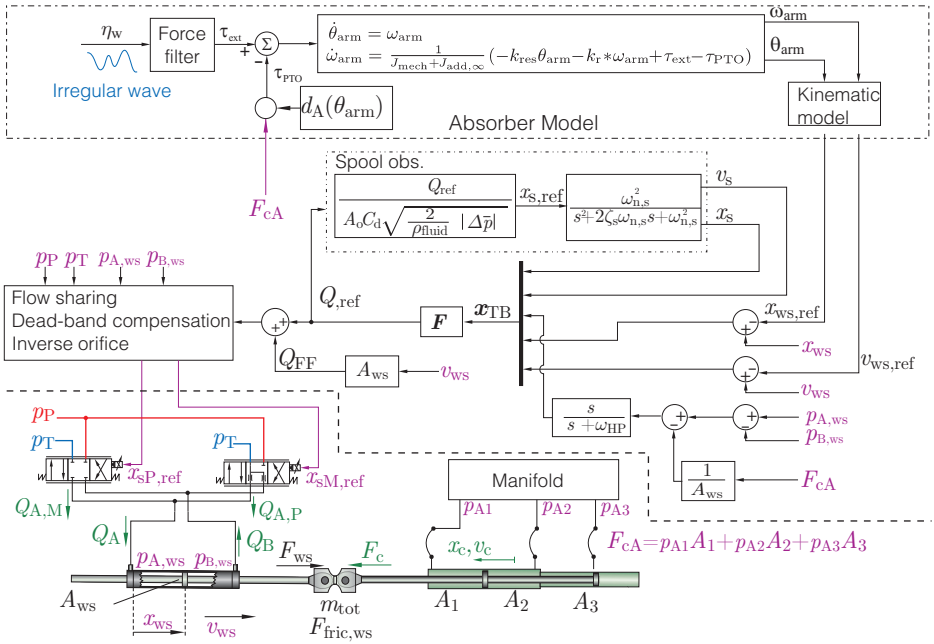 η_w
Irregular wave
Force
filter
τ_ext
+
−
Σ
τ_PTO
d_A(θ_arm)
F_cA
θ̇_arm = ω_arm
ω̇_arm = 1/(J_mech+J_add,∞) (−k_res θ_arm − k_r*ω_arm + τ_ext − τ_PTO)
ω_arm
θ_arm
Kinematic
model
Absorber Model
Spool obs.
Q_ref/(A_o C_d √(2/ρ_fluid |Δp̄|))
x_s,ref
ω²_n,s/(s²+2ζ_s ω_n,s s+ω²_n,s)
v_s
x_s
p_P p_T p_A,ws p_B,ws
Flow sharing
Dead-band compensation
Inverse orifice
+ +
Q,ref
F
x_TB
Q_FF
A_ws
v_ws
+ −
x_ws,ref
x_ws
+ −
v_ws,ref
v_ws
s/(s+ω_HP)
+ −
+ −
p_A,ws
p_B,ws
1/A_ws
F_cA
p_P
p_T
p_T
x_sP,ref
x_sM,ref
Q_A,M
Q_A,P
Q_A
Q_B
p_A,ws
p_B,ws
A_ws
x_ws
v_ws
F_ws
F_c
m_tot
F_fric,ws
Manifold
p_A1
p_A2
p_A3
x_c,v_c
F_cA=p_A1 A_1+p_A2 A_2+p_A3 A_3
A_1
A_2
A_3